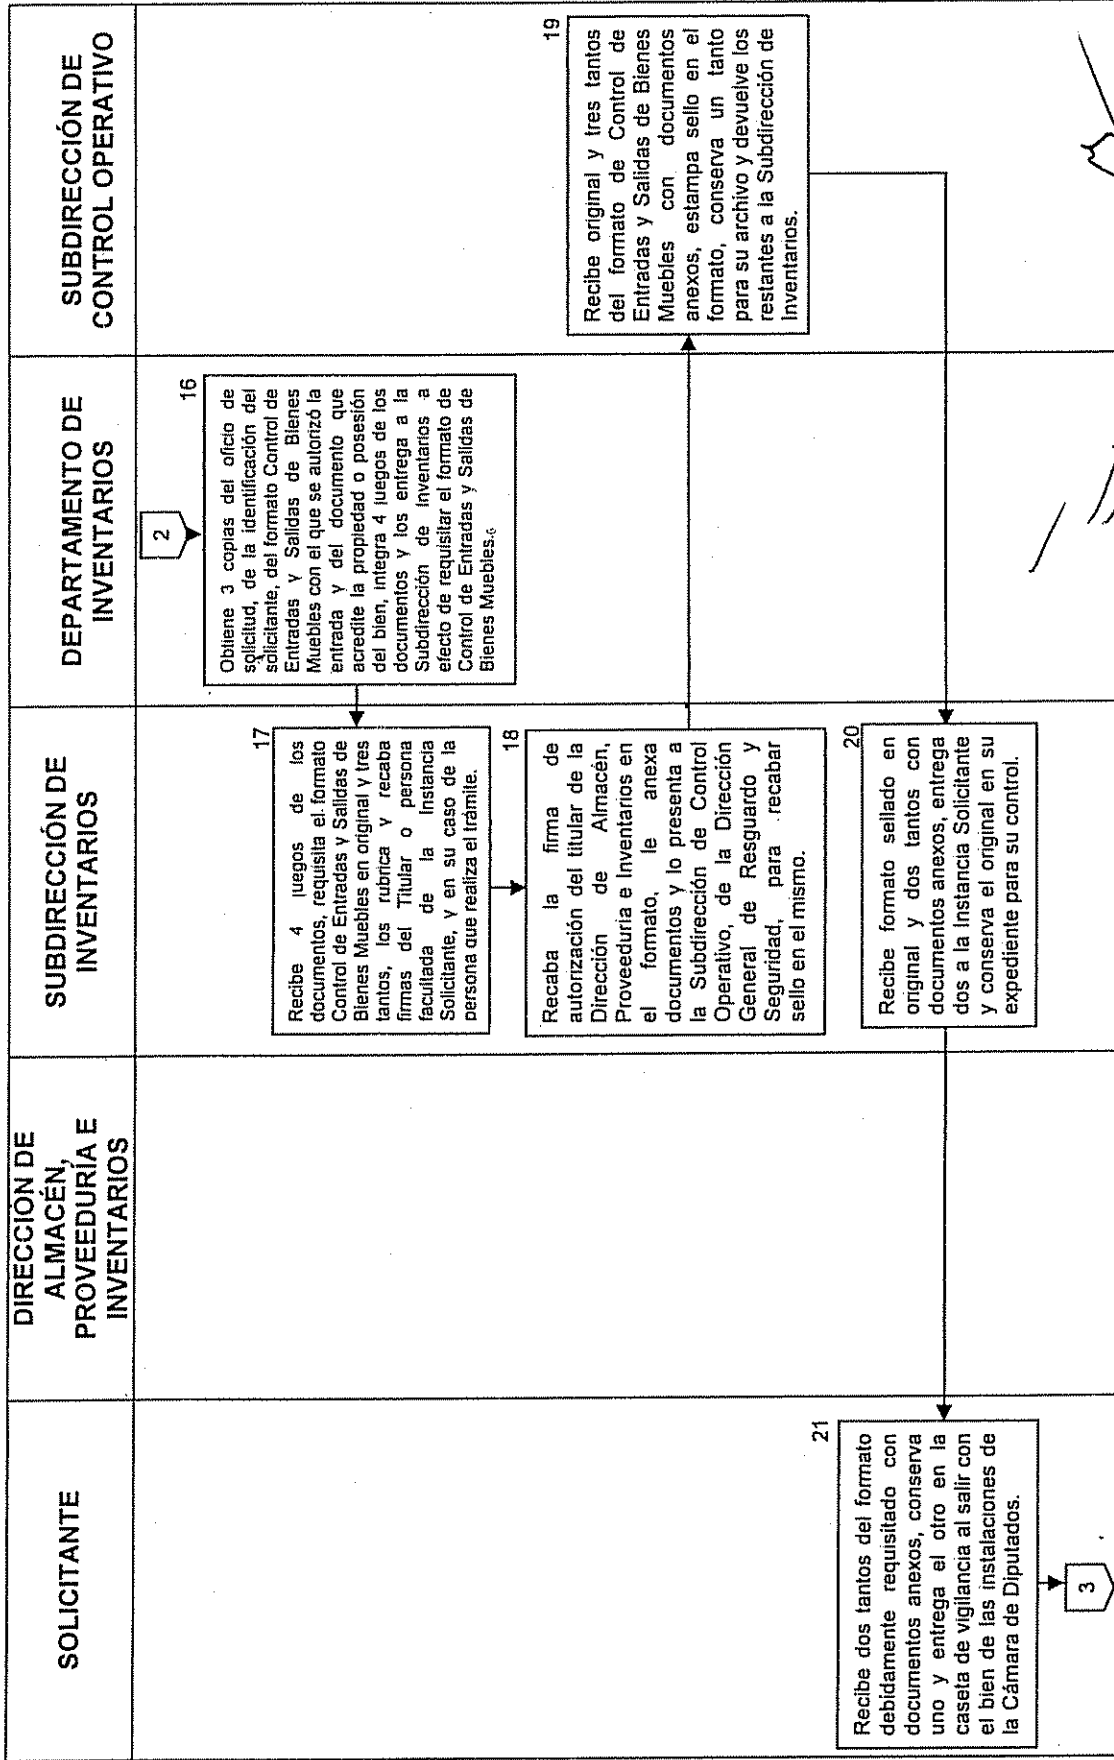 SOLICITANTE
DIRECCIÓN DE
ALMACÉN,
PROVEEDURÍA E
INVENTARIOS
SUBDIRECCIÓN DE
INVENTARIOS
DEPARTAMENTO DE
INVENTARIOS
SUBDIRECCIÓN DE
CONTROL OPERATIVO
2
16
Obtiene 3 copias del oficio de
solicitud, de la identificación del
solicitante, del formato Control de
Entradas y Salidas de Bienes
Muebles con el que se autorizó la
entrada y del documento que
acredite la propiedad o posesión
del bien, integra 4 juegos de los
documentos y los entrega a la
Subdirección de Inventarios a
efecto de requisitar el formato de
Control de Entradas y Salidas de
Bienes Muebles.
17
Recibe 4 juegos de los
documentos, requisita el formato
Control de Entradas y Salidas de
Bienes Muebles en original y tres
tantos, los rubrica y recaba
firmas del Titular o persona
facultada de la Instancia
Solicitante, y en su caso de la
persona que realiza el trámite.
18
Recaba la firma de
autorización del titular de la
Dirección de Almacén,
Proveeduria e Inventarios en
el formato, le anexa
documentos y lo presenta a
la Subdirección de Control
Operativo, de la Dirección
General de Resguardo y
Seguridad, para recabar
sello en el mismo.
19
Recibe original y tres tantos
del formato de Control de
Entradas y Salidas de Bienes
Muebles con documentos
anexos, estampa sello en el
formato, conserva un tanto
para su archivo y devuelve los
restantes a la Subdirección de
Inventarios.
20
Recibe formato sellado en
original y dos tantos con
documentos anexos, entrega
dos a la Instancia Solicitante
y conserva el original en su
expediente para su control.
21
Recibe dos tantos del formato
debidamente requisitado con
documentos anexos, conserva
uno y entrega el otro en la
caseta de vigilancia al salir con
el bien de las instalaciones de
la Cámara de Diputados.
3